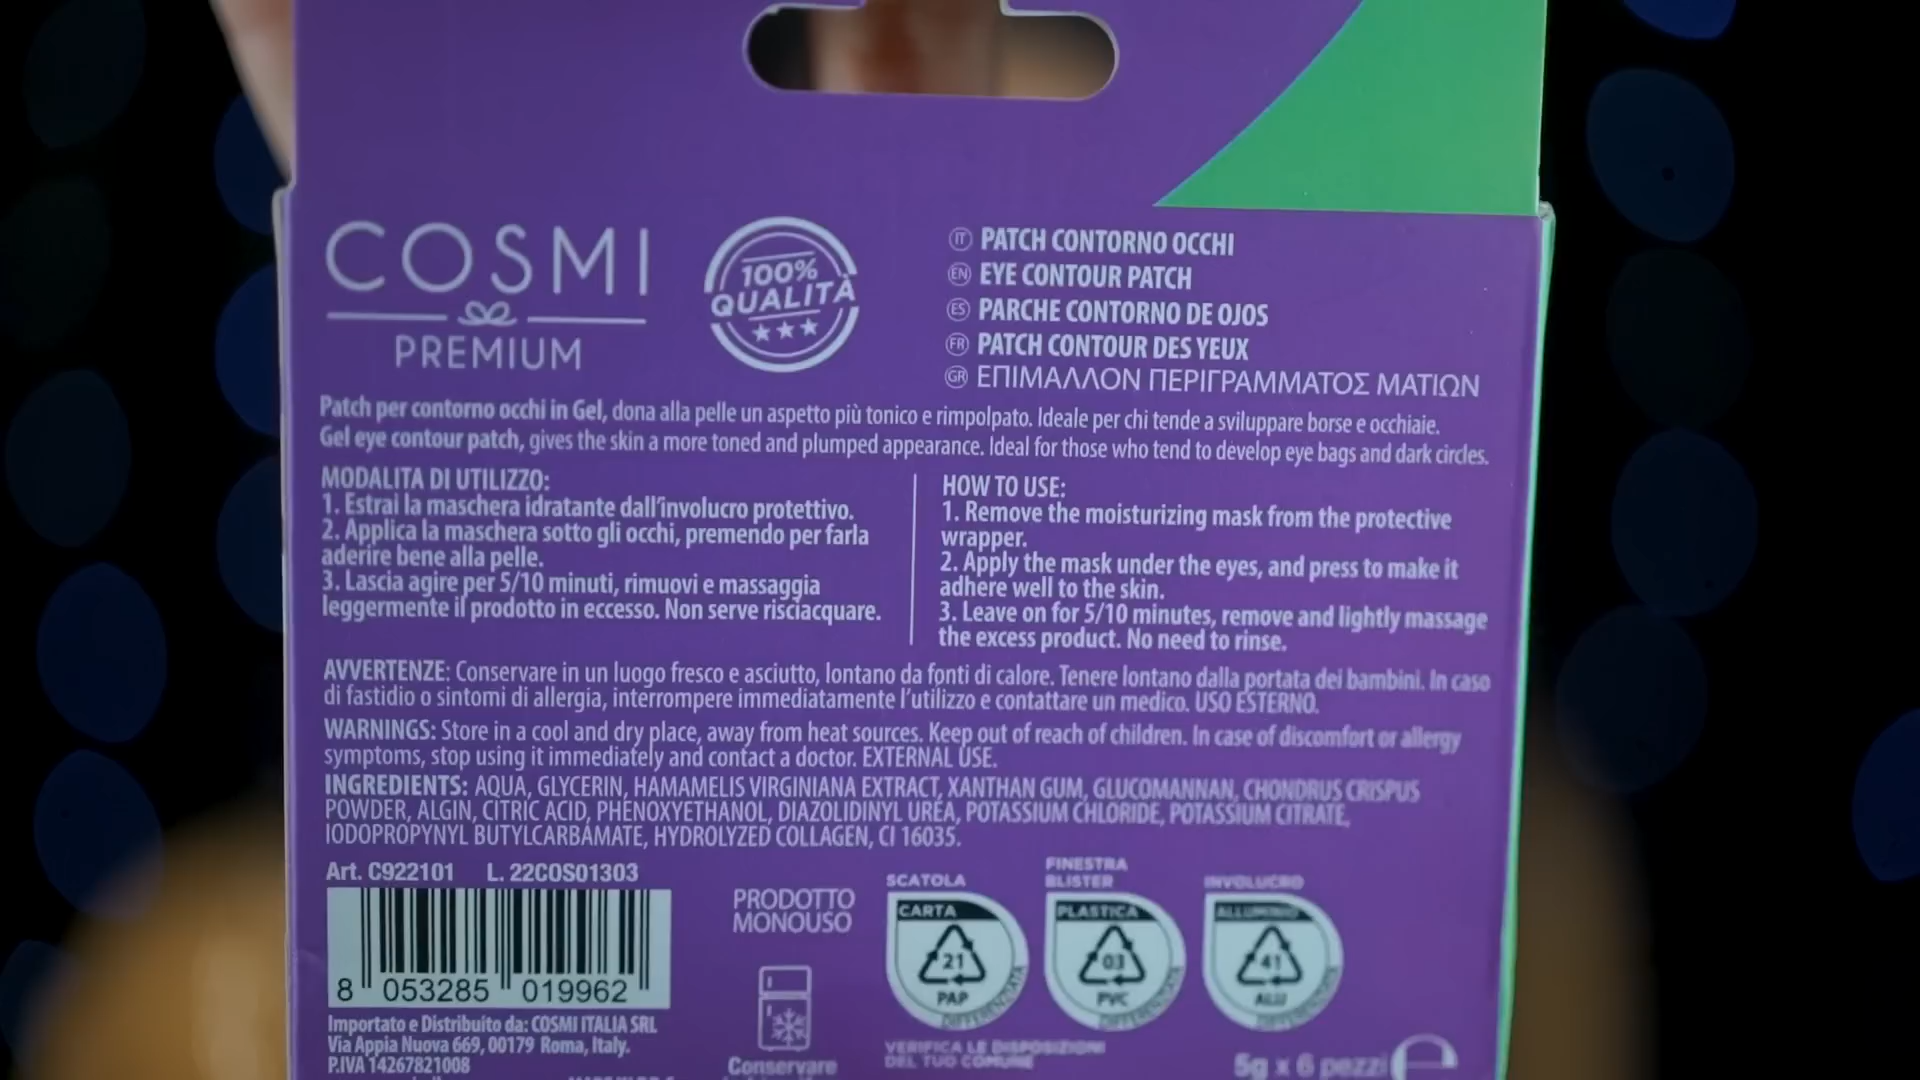 COSMI
PREMIUM
100%
QUALITÀ
IT PATCH CONTORNO OCCHI
EN EYE CONTOUR PATCH
ES PARCHE CONTORNO DE OJOS
FR PATCH CONTOUR DES YEUX
GR ΕΠΙΜΑΛΛΟΝ ΠΕΡΙΓΡΑΜΜΑΤΟΣ ΜΑΤΙΩΝ
Patch per contorno occhi in Gel, dona alla pelle un aspetto più tonico e rimpolpato. Ideale per chi tende a sviluppare borse e occhiaie.
Gel eye contour patch, gives the skin a more toned and plumped appearance. Ideal for those who tend to develop eye bags and dark circles.
MODALITA DI UTILIZZO:
1. Estrai la maschera idratante dall'involucro protettivo.
2. Applica la maschera sotto gli occhi, premendo per farla
aderire bene alla pelle.
3. Lascia agire per 5/10 minuti, rimuovi e massaggia
leggermente il prodotto in eccesso. Non serve risciacquare.
HOW TO USE:
1. Remove the moisturizing mask from the protective
wrapper.
2. Apply the mask under the eyes, and press to make it
adhere well to the skin.
3. Leave on for 5/10 minutes, remove and lightly massage
the excess product. No need to rinse.
AVVERTENZE: Conservare in un luogo fresco e asciutto, lontano da fonti di calore. Tenere lontano dalla portata dei bambini. In caso
di fastidio o sintomi di allergia, interrompere immediatamente l'utilizzo e contattare un medico. USO ESTERNO.
WARNINGS: Store in a cool and dry place, away from heat sources. Keep out of reach of children. In case of discomfort or allergy
symptoms, stop using it immediately and contact a doctor. EXTERNAL USE.
INGREDIENTS: AQUA, GLYCERIN, HAMAMELIS VIRGINIANA EXTRACT, XANTHAN GUM, GLUCOMANNAN, CHONDRUS CRISPUS
POWDER, ALGIN, CITRIC ACID, PHENOXYETHANOL, DIAZOLIDINYL UREA, POTASSIUM CHLORIDE, POTASSIUM CITRATE,
IODOPROPYNYL BUTYLCARBAMATE, HYDROLYZED COLLAGEN, CI 16035.
Art. C922101 L. 22COS01303
8 053285 019962
Importato e Distribuito da: COSMI ITALIA SRL
Via Appia Nuova 669, 00179 Roma, Italy.
P.IVA 14267821008
PRODOTTO
MONOUSO
Conservare
SCATOLA
CARTA
21
PAP
DIFFERENZIATA
FINESTRA
BLISTER
PLASTICA
03
PVC
DIFFERENZIATA
INVOLUCRO
ALLUMINIO
41
ALU
DIFFERENZIATA
VERIFICA LE DISPOSIZIONI
DEL TUO COMUNE
5g x 6 pezzi e